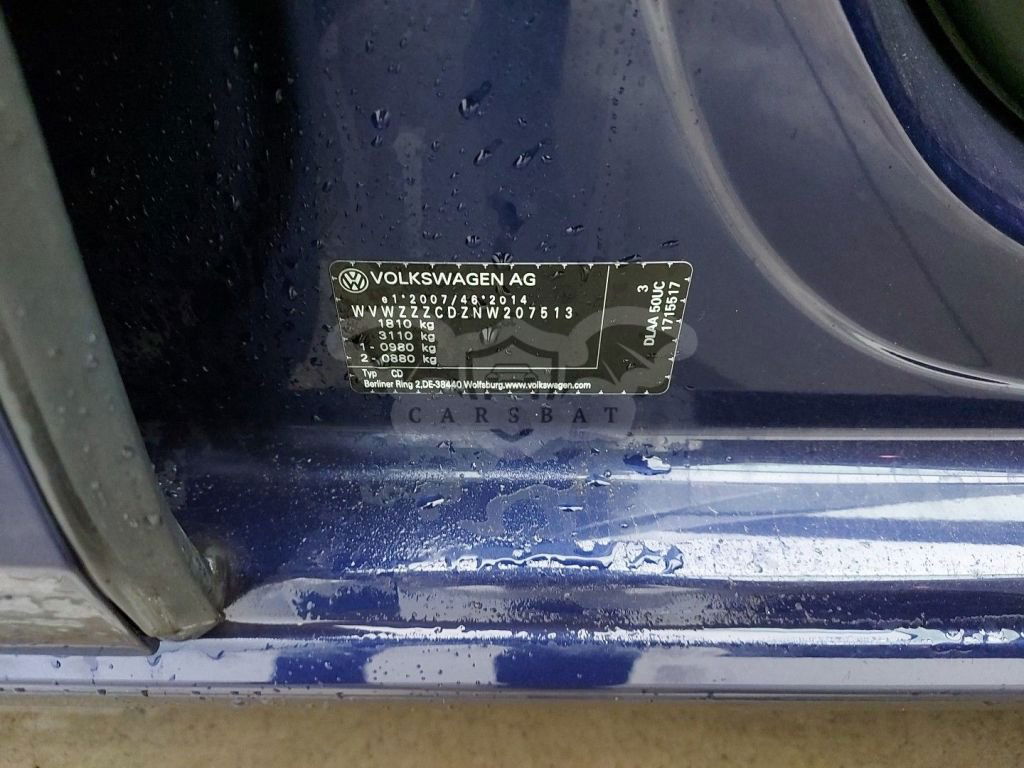 VOLKSWAGEN AG
e1*2007/46*2014
WVWZZZCDZNW207513
1810 kg
3110 kg
1- 0980 kg
2- 0880 kg
Typ CD
Berliner Ring 2,DE-38440 Wolfsburg,www.volkswagen.com
3
DLAA 50UC
1715517
CARSBAT